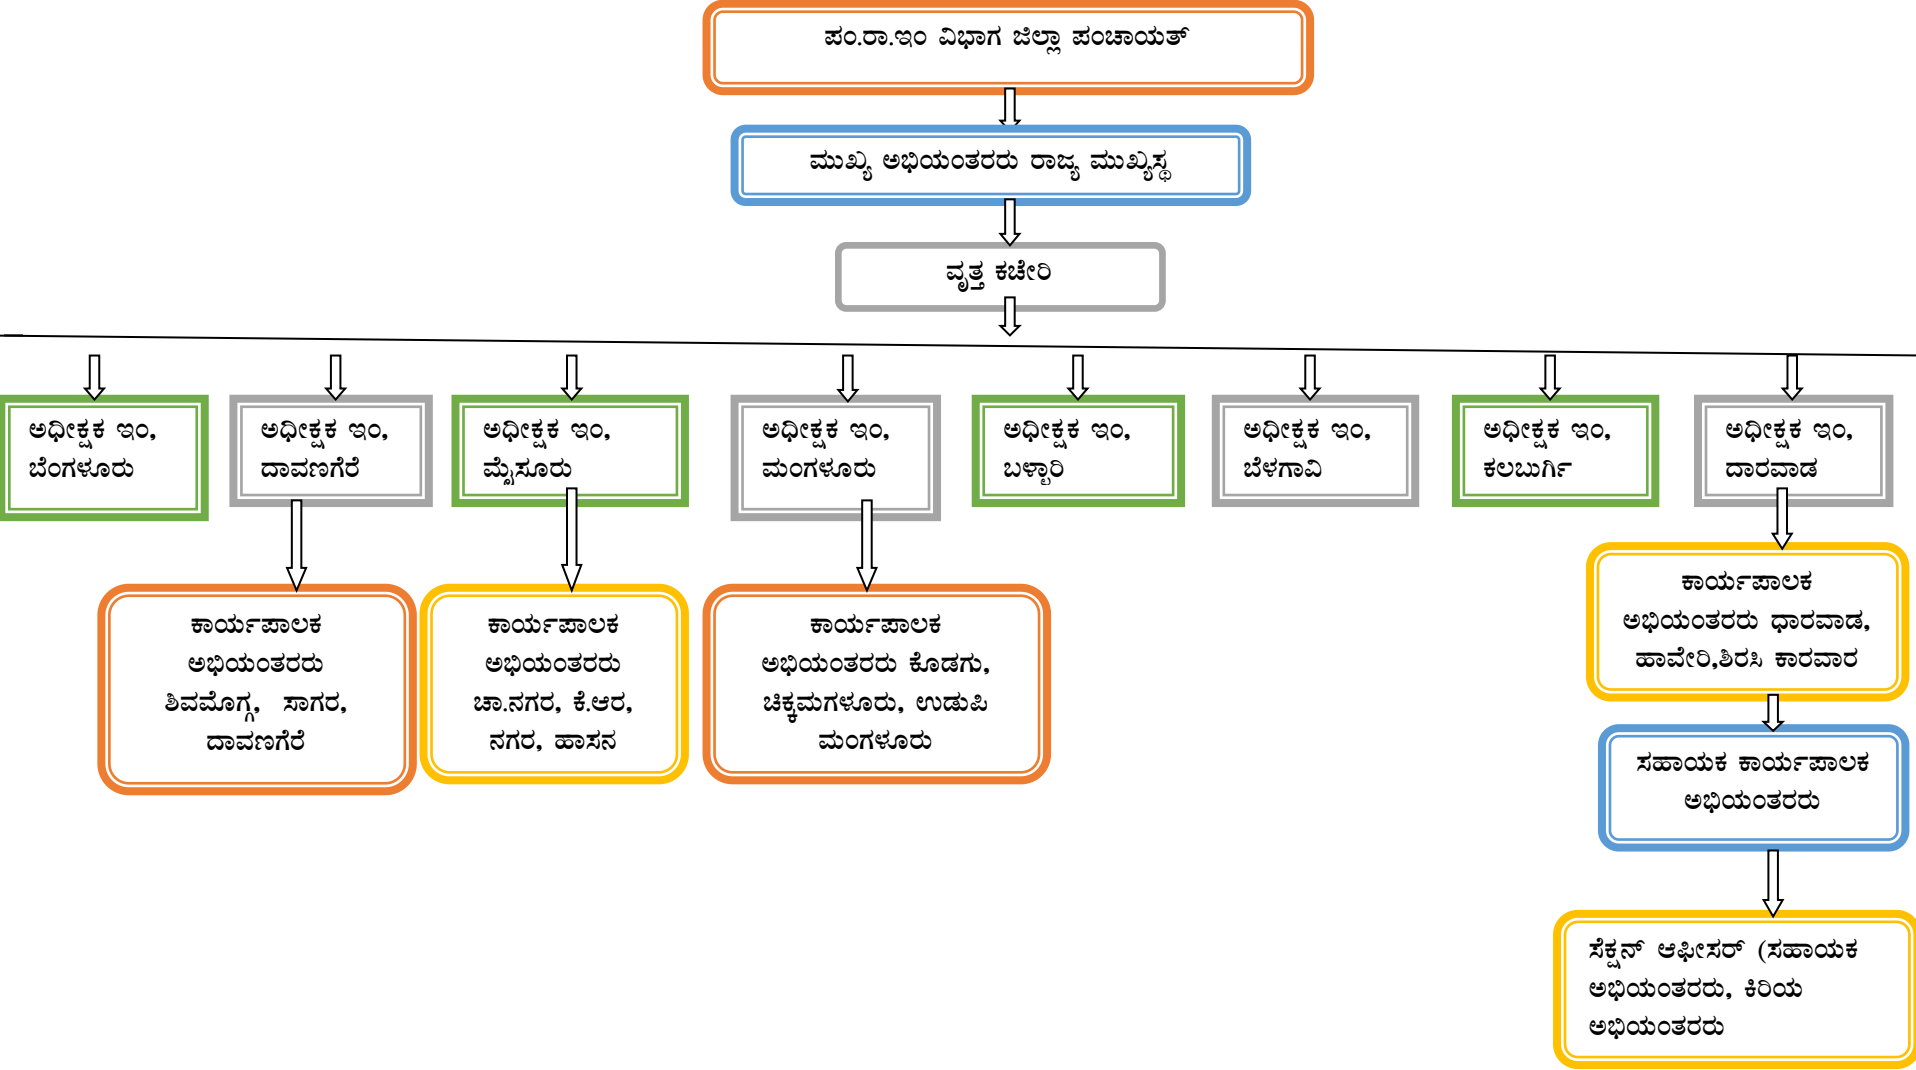 ಪಂ.ರಾ.ಇಂ ವಿಭಾಗ ಜಿಲ್ಲಾ ಪಂಚಾಯತ್
ಮುಖ್ಯ ಅಭಿಯಂತರರು ರಾಜ್ಯ ಮುಖ್ಯಸ್ಥ
ವೃತ್ತ ಕಚೇರಿ
ಅಧೀಕ್ಷಕ ಇಂ,
ಬೆಂಗಳೂರು
ಅಧೀಕ್ಷಕ ಇಂ,
ದಾವಣಗೆರೆ
ಅಧೀಕ್ಷಕ ಇಂ,
ಮೈಸೂರು
ಅಧೀಕ್ಷಕ ಇಂ,
ಮಂಗಳೂರು
ಅಧೀಕ್ಷಕ ಇಂ,
ಬಳ್ಳಾರಿ
ಅಧೀಕ್ಷಕ ಇಂ,
ಬೆಳಗಾವಿ
ಅಧೀಕ್ಷಕ ಇಂ,
ಕಲಬುರ್ಗಿ
ಅಧೀಕ್ಷಕ ಇಂ,
ದಾರವಾಡ
ಕಾರ್ಯಪಾಲಕ
ಅಭಿಯಂತರರು
ಶಿವಮೊಗ್ಗ, ಸಾಗರ,
ದಾವಣಗೆರೆ
ಕಾರ್ಯಪಾಲಕ
ಅಭಿಯಂತರರು
ಚಾ.ನಗರ, ಕೆ.ಆರ,
ನಗರ, ಹಾಸನ
ಕಾರ್ಯಪಾಲಕ
ಅಭಿಯಂತರರು ಕೊಡಗು,
ಚಿಕ್ಕಮಗಳೂರು, ಉಡುಪಿ
ಮಂಗಳೂರು
ಕಾರ್ಯಪಾಲಕ
ಅಭಿಯಂತರರು ಧಾರವಾಡ,
ಹಾವೇರಿ,ಶಿರಸಿ ಕಾರವಾರ
ಸಹಾಯಕ ಕಾರ್ಯಪಾಲಕ
ಅಭಿಯಂತರರು
ಸೆಕ್ಷನ್ ಆಫೀಸರ್ (ಸಹಾಯಕ
ಅಭಿಯಂತರರು, ಕಿರಿಯ
ಅಭಿಯಂತರರು